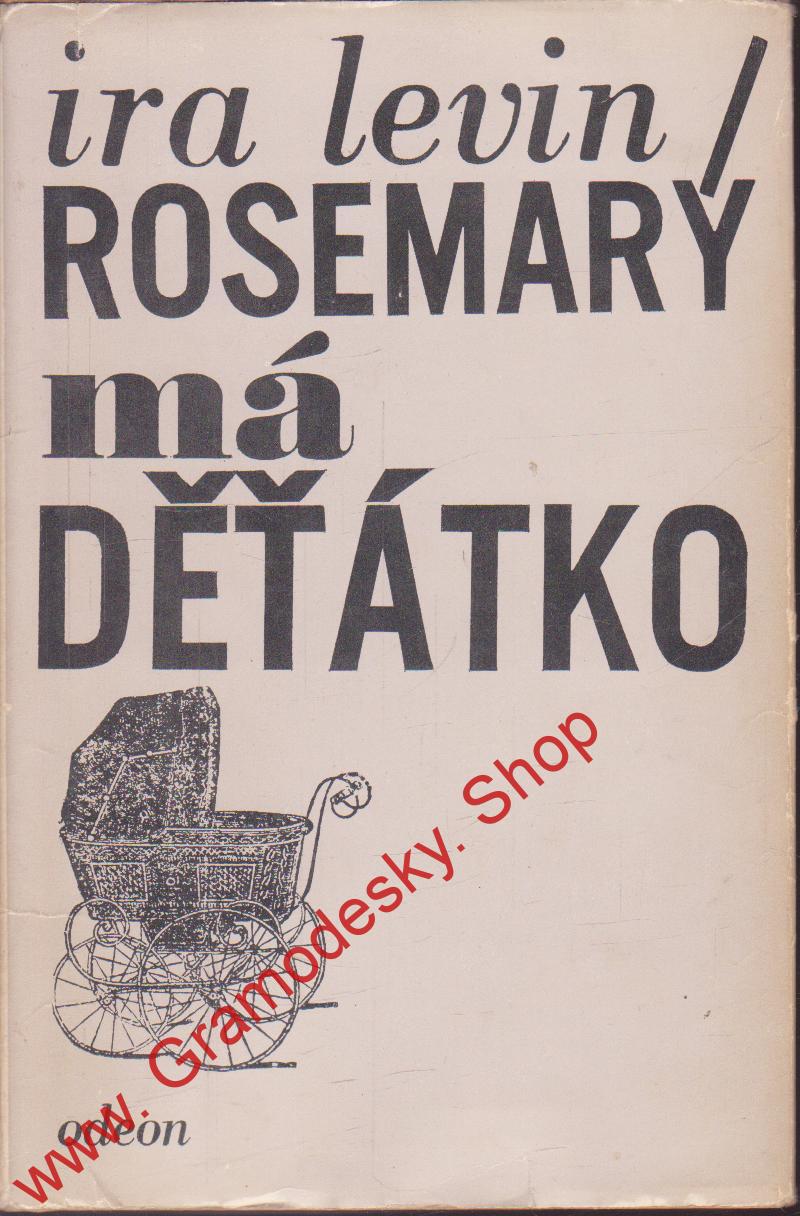 ira levin /
ROSEMARY
má
DĚŤÁTKO
odeon
www. Gramodesky. Shop